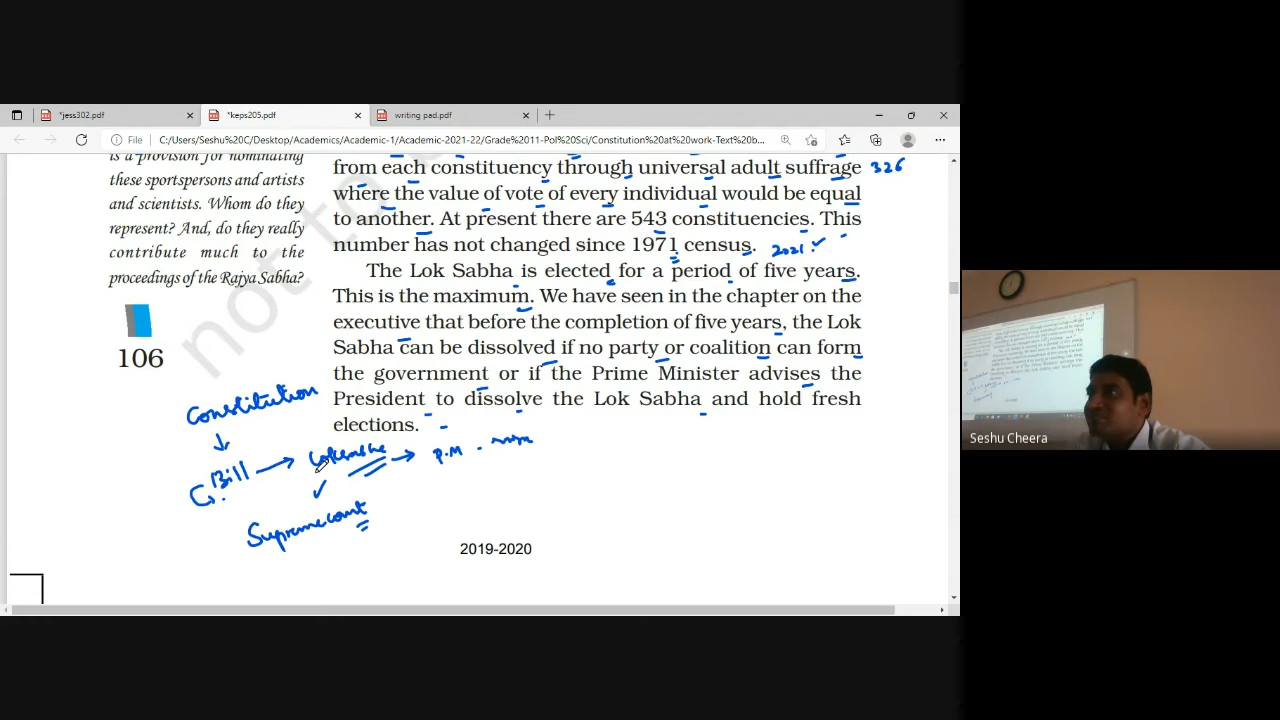 *jess302.pdf
*keps205.pdf
writing pad.pdf
File
C:/Users/Seshu%20C/Desktop/Academics/Academic-1/Academic-2021-22/Grade%2011-Pol%20Sci/Constitution%20at%20work-Text%20b...
is a provision for nominating
these sportspersons and artists
and scientists. Whom do they
represent? And, do they really
contribute much to the
proceedings of the Rajya Sabha?
106
not to
from each constituency through universal adult suffrage 326
where the value of vote of every individual would be equal
to another. At present there are 543 constituencies. This
number has not changed since 1971 census. 2021
The Lok Sabha is elected for a period of five years.
This is the maximum. We have seen in the chapter on the
executive that before the completion of five years, the Lok
Sabha can be dissolved if no party or coalition can form
the government or if the Prime Minister advises the
President to dissolve the Lok Sabha and hold fresh
elections.
Constitution
Bill
P.M
Supreme court
2019-2020
Seshu Cheera